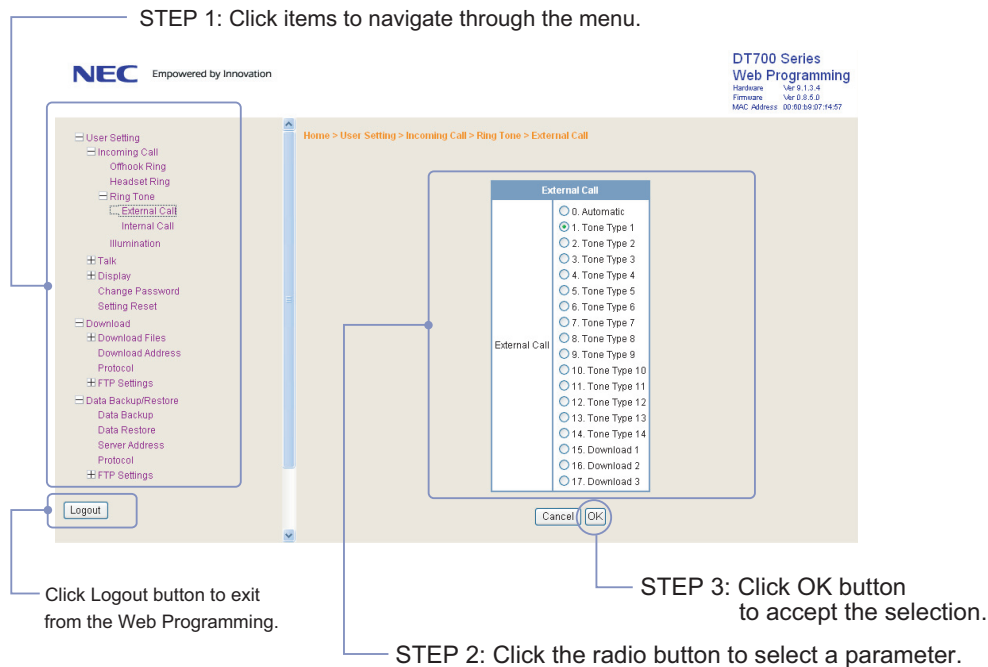 STEP 1: Click items to navigate through the menu.
NEC Empowered by Innovation
DT700 Series
Web Programming
Hardware Ver 9.1.3.4
Firmware Ver 0.8.5.0
MAC Address 00:60:b9:07:f4:57
User Setting
Incoming Call
Offhook Ring
Headset Ring
Ring Tone
External Call
Internal Call
Illumination
Talk
Display
Change Password
Setting Reset
Download
Download Files
Download Address
Protocol
FTP Settings
Data Backup/Restore
Data Backup
Data Restore
Server Address
Protocol
FTP Settings
Logout
Home > User Setting > Incoming Call > Ring Tone > External Call
External Call
External Call
0. Automatic
1. Tone Type 1
2. Tone Type 2
3. Tone Type 3
4. Tone Type 4
5. Tone Type 5
6. Tone Type 6
7. Tone Type 7
8. Tone Type 8
9. Tone Type 9
10. Tone Type 10
11. Tone Type 11
12. Tone Type 12
13. Tone Type 13
14. Tone Type 14
15. Download 1
16. Download 2
17. Download 3
Cancel OK
Click Logout button to exit
from the Web Programming.
STEP 3: Click OK button
to accept the selection.
STEP 2: Click the radio button to select a parameter.